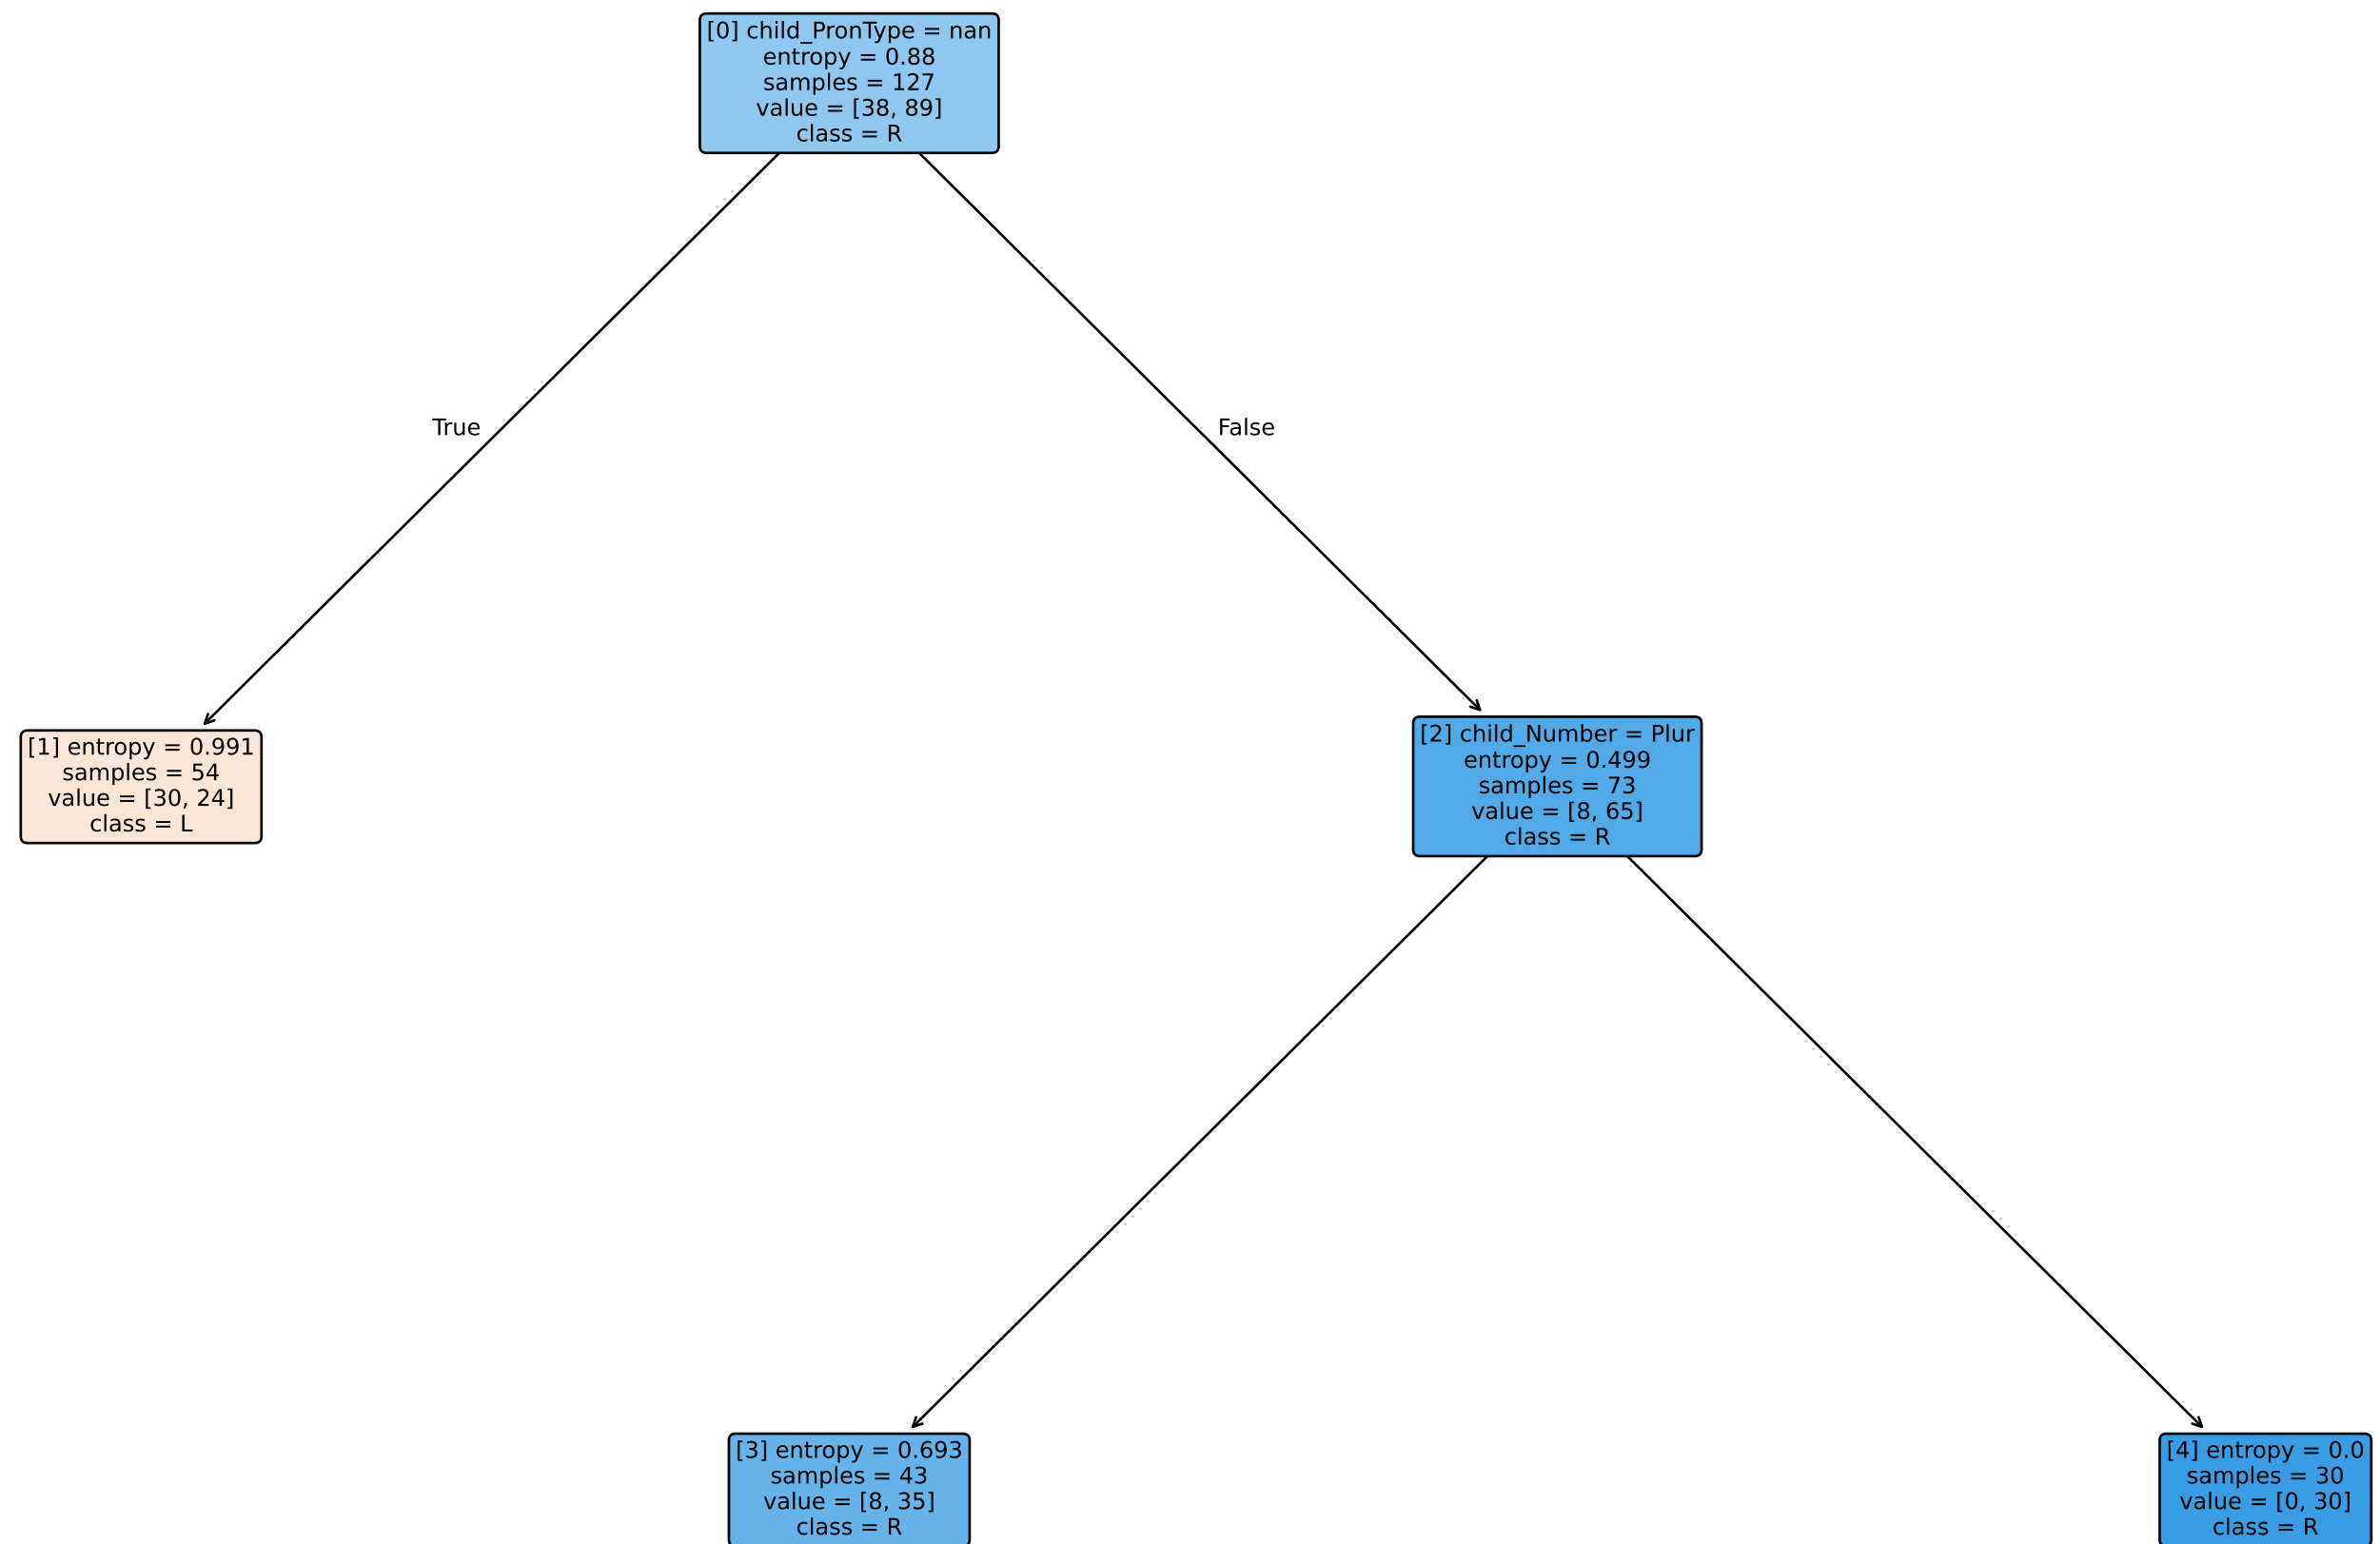 [0] child_PronType = nan
entropy = 0.88
samples = 127
value = [38, 89]
class = R
True
False
[1] entropy = 0.991
samples = 54
value = [30, 24]
class = L
[2] child_Number = Plur
entropy = 0.499
samples = 73
value = [8, 65]
class = R
[3] entropy = 0.693
samples = 43
value = [8, 35]
class = R
[4] entropy = 0.0
samples = 30
value = [0, 30]
class = R